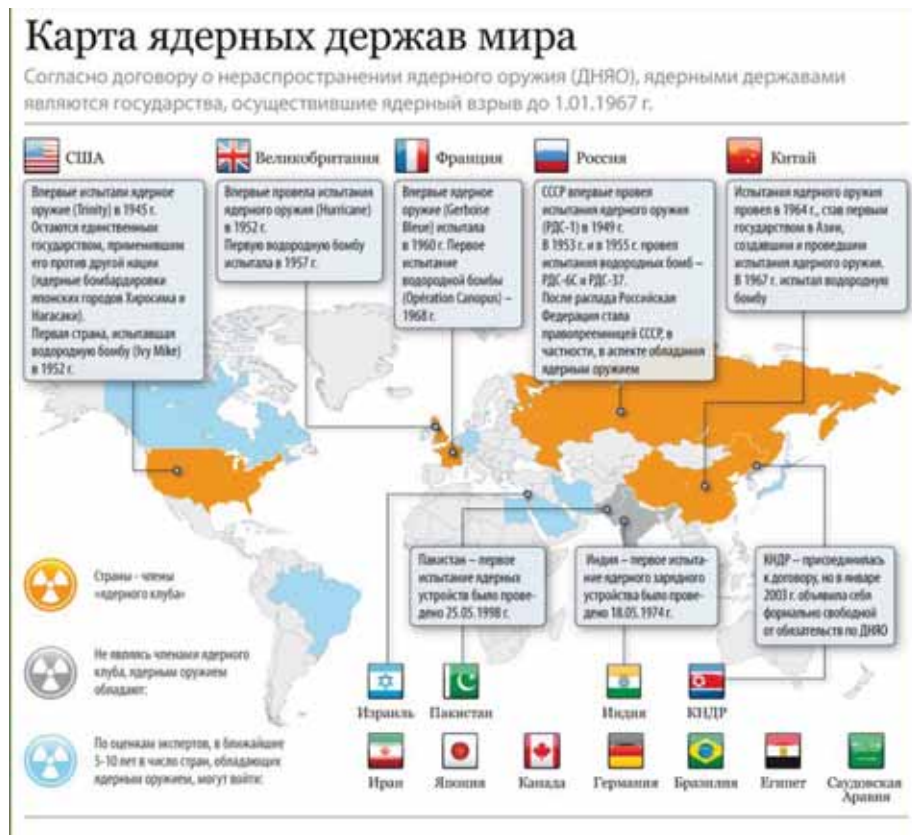 Карта ядерных держав мира
Согласно договору о нераспространении ядерного оружия (ДНЯО), ядерными державами
являются государства, осуществившие ядерный взрыв до 1.01.1967 г.
США
Впервые испытали ядерное
оружие (Trinity) в 1945 г.
Остаются единственным
государством, применившим
его против другой нации
(ядерные бомбардировки
японских городов Хиросима и
Нагасаки).
Первая страна, испытавшая
водородную бомбу (Ivy Mike)
в 1952 г.
Великобритания
Впервые провела испытания
ядерного оружия (Hurricane)
в 1952 г.
Первую водородную бомбу
испытала в 1957 г.
Франция
Впервые ядерное
оружие (Gerboise
Bleue) испытала
в 1960 г. Первое
испытание
водородной бомбы
(Opération Canopus) –
1968 г.
Россия
СССР впервые провел
испытания ядерного оружия
(РДС-1) в 1949 г.
В 1953 г. и в 1955 г. провел
испытания водородных бомб –
РДС-6С и РДС-37.
После распада Российская
Федерация стала
правопреемницей СССР, в
частности, в аспекте обладания
ядерным оружием
Китай
Испытания ядерного оружия
провел в 1964 г., став первым
государством в Азии,
создавшим и проведшим
испытания ядерного оружия.
В 1967 г. испытал водородную
бомбу
Пакистан – первое
испытание ядерных
устройств было прове-
дено 25.05.1998 г.
Индия – первое испыта-
ние ядерного зарядного
устройства было прове-
дено 18.05.1974 г.
КНДР – присоединилась
к договору, но в январе
2003 г. объявила себя
формально свободной
от обязательств по ДНЯО
Страны - члены
«ядерного клуба»
Не являясь членами ядерного
клуба, ядерным оружием
обладают:
Израиль
Пакистан
Индия
КНДР
По оценкам экспертов, в ближайшие
5-10 лет в число стран, обладающих
ядерным оружием, могут войти:
Иран
Япония
Канада
Германия
Бразилия
Египет
Саудовская
Аравия